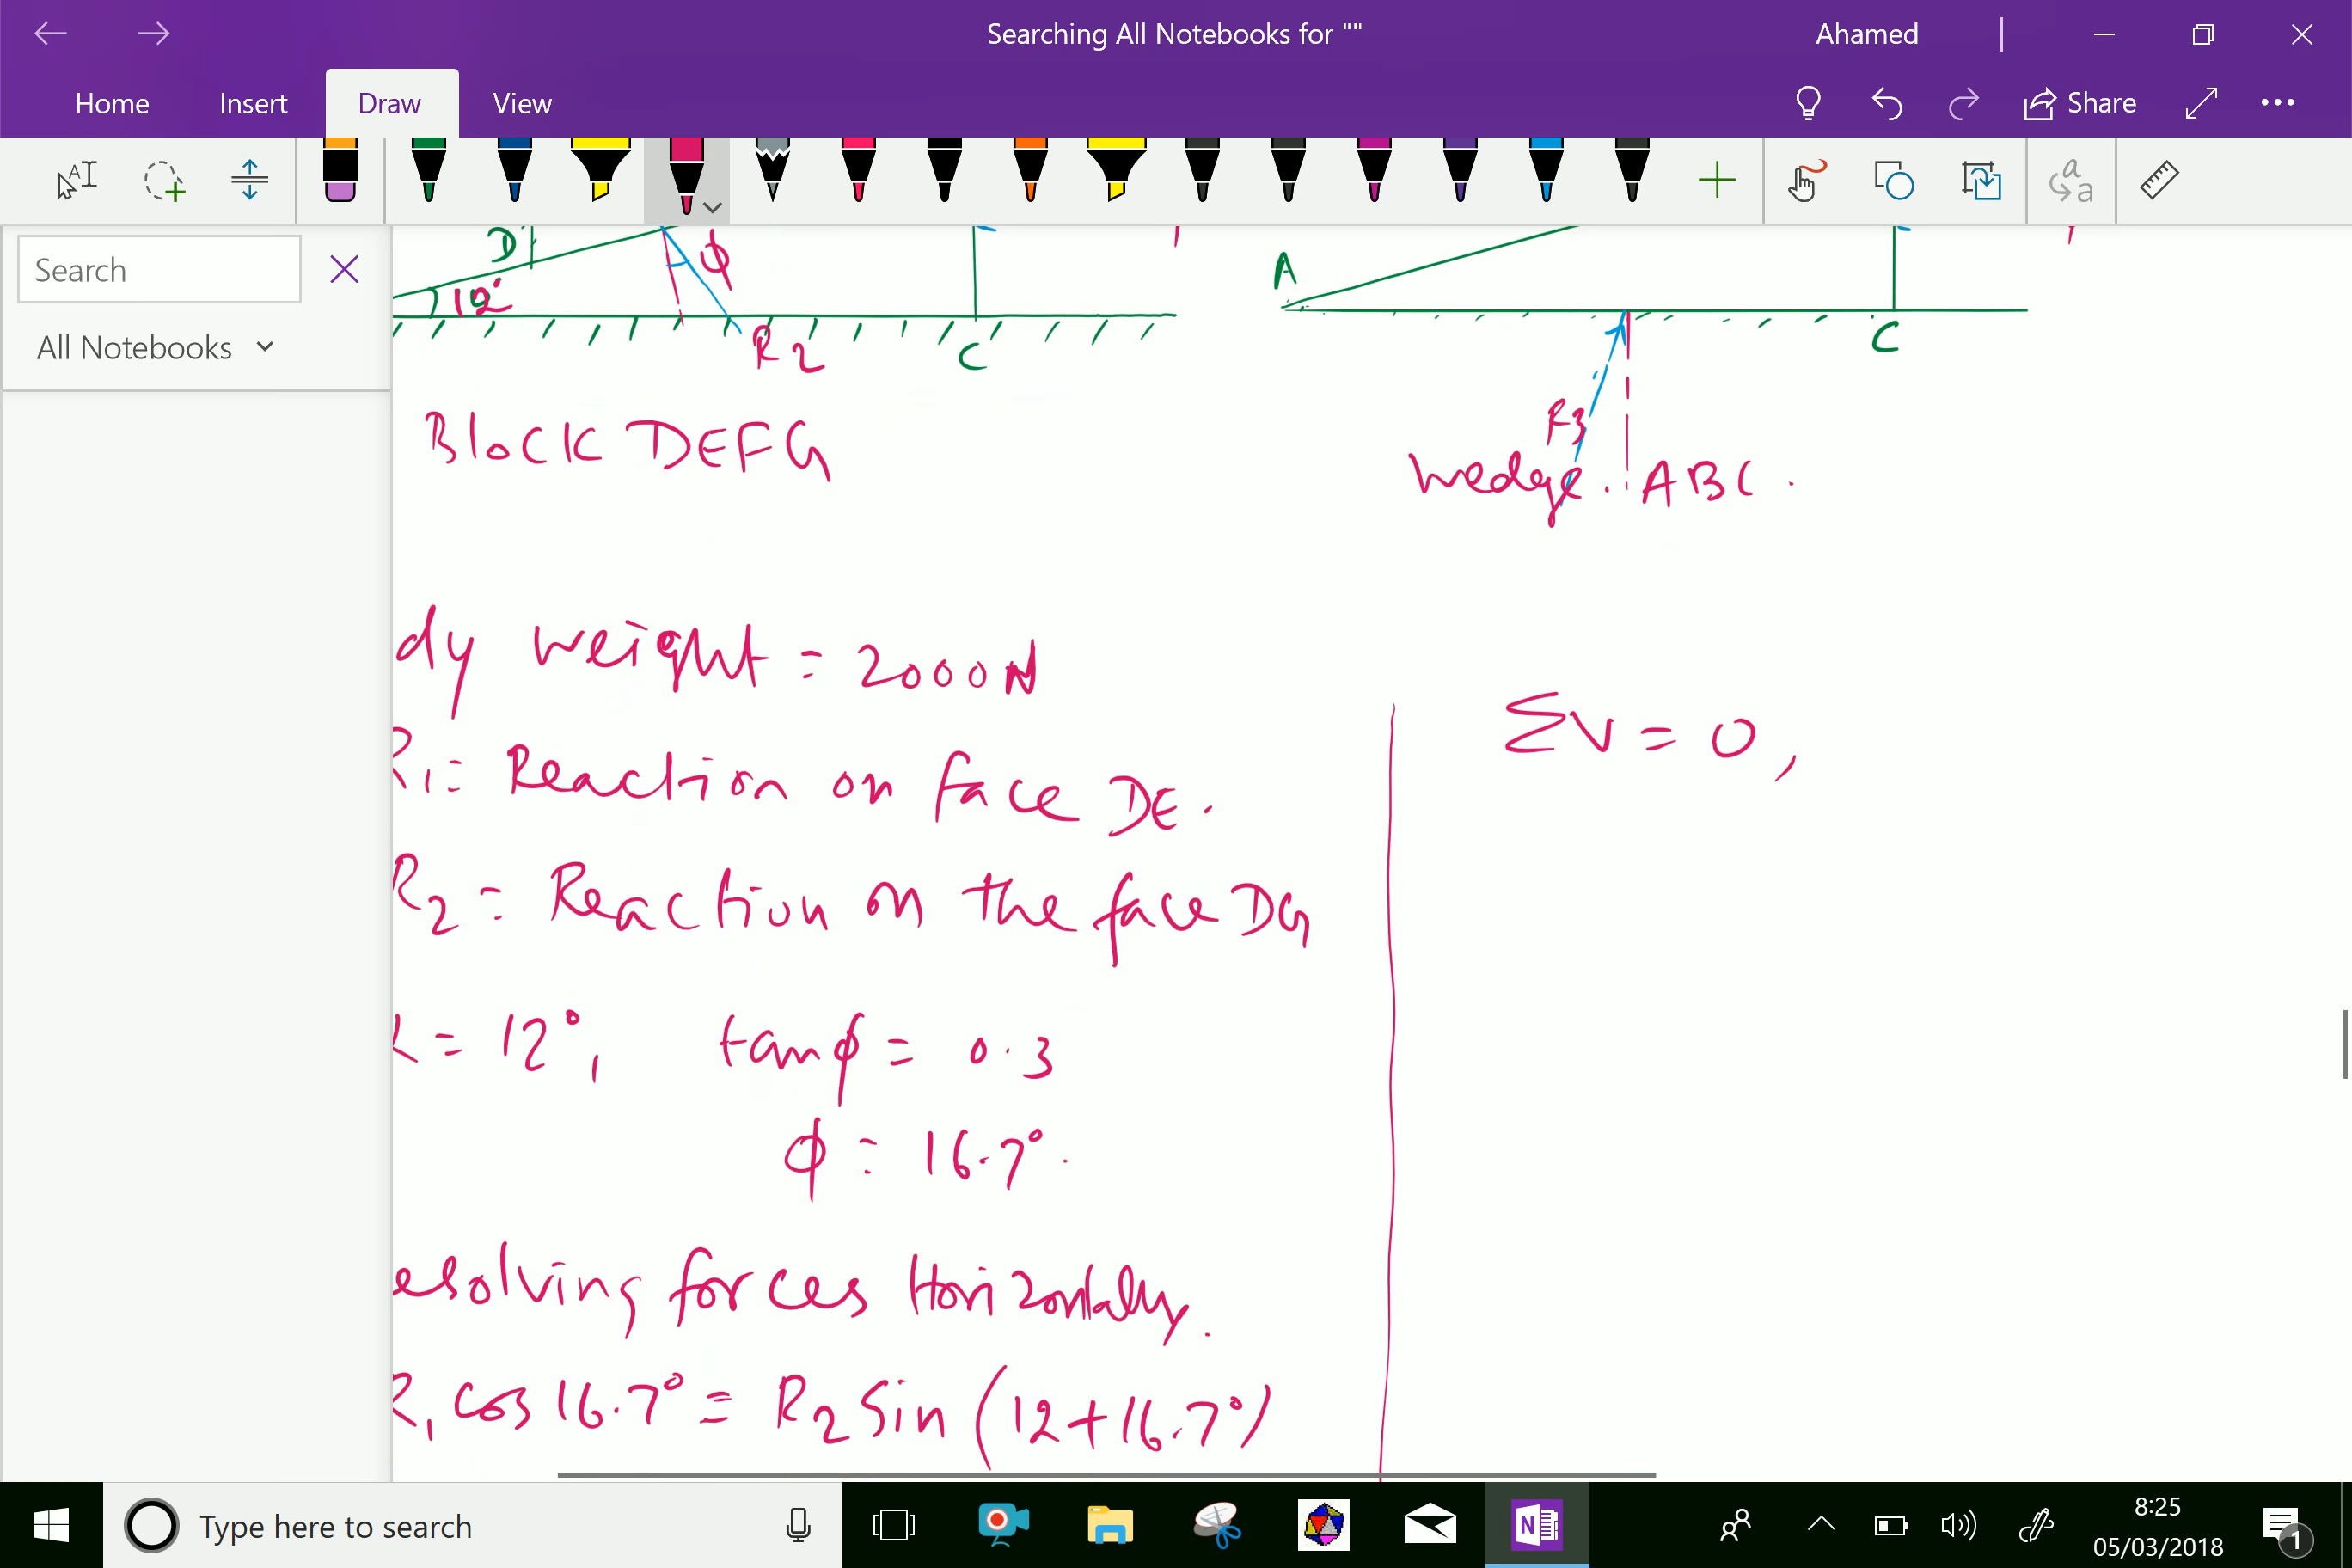 Searching All Notebooks for ""
Ahamed
Home Insert Draw View
Share
Search
All Notebooks
D
12°
ϕ
R2
C
A
C
R3
Block DEFG
wedge. ABC.
dy weight = 2000N
R1 = Reaction on face DE.
R2 = Reaction on the face DG
= 12°, tanϕ = 0.3
ϕ = 16.7°.
esolving forces Horizontally.
R1 cos 16.7° = R2 Sin (12+16.7°)
ΣV = 0,
Type here to search
N
8:25
05/03/2018
1